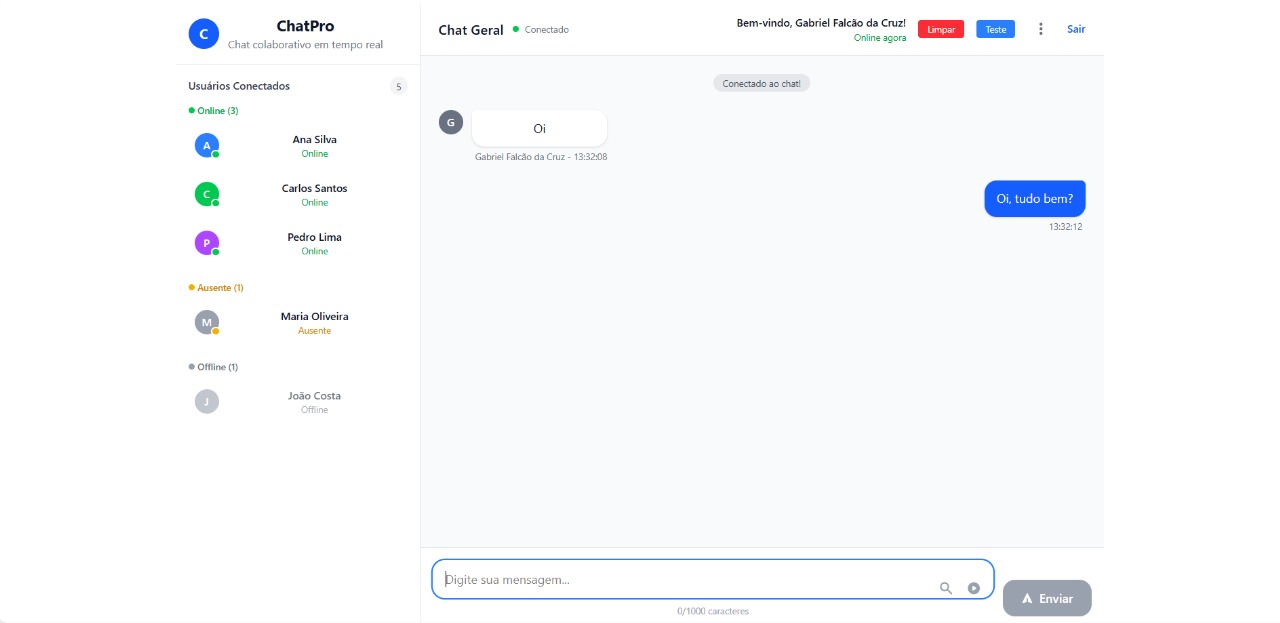 C
ChatPro
Chat colaborativo em tempo real
Usuários Conectados
5
Online (3)
A
Ana Silva
Online
C
Carlos Santos
Online
P
Pedro Lima
Online
Ausente (1)
M
Maria Oliveira
Ausente
Offline (1)
J
João Costa
Offline
Chat Geral
Conectado
Bem-vindo, Gabriel Falcão da Cruz!
Online agora
Limpar
Teste
Sair
Conectado ao chat!
G
Oi
Gabriel Falcão da Cruz - 13:32:08
Oi, tudo bem?
13:32:12
Digite sua mensagem...
0/1000 caracteres
Enviar